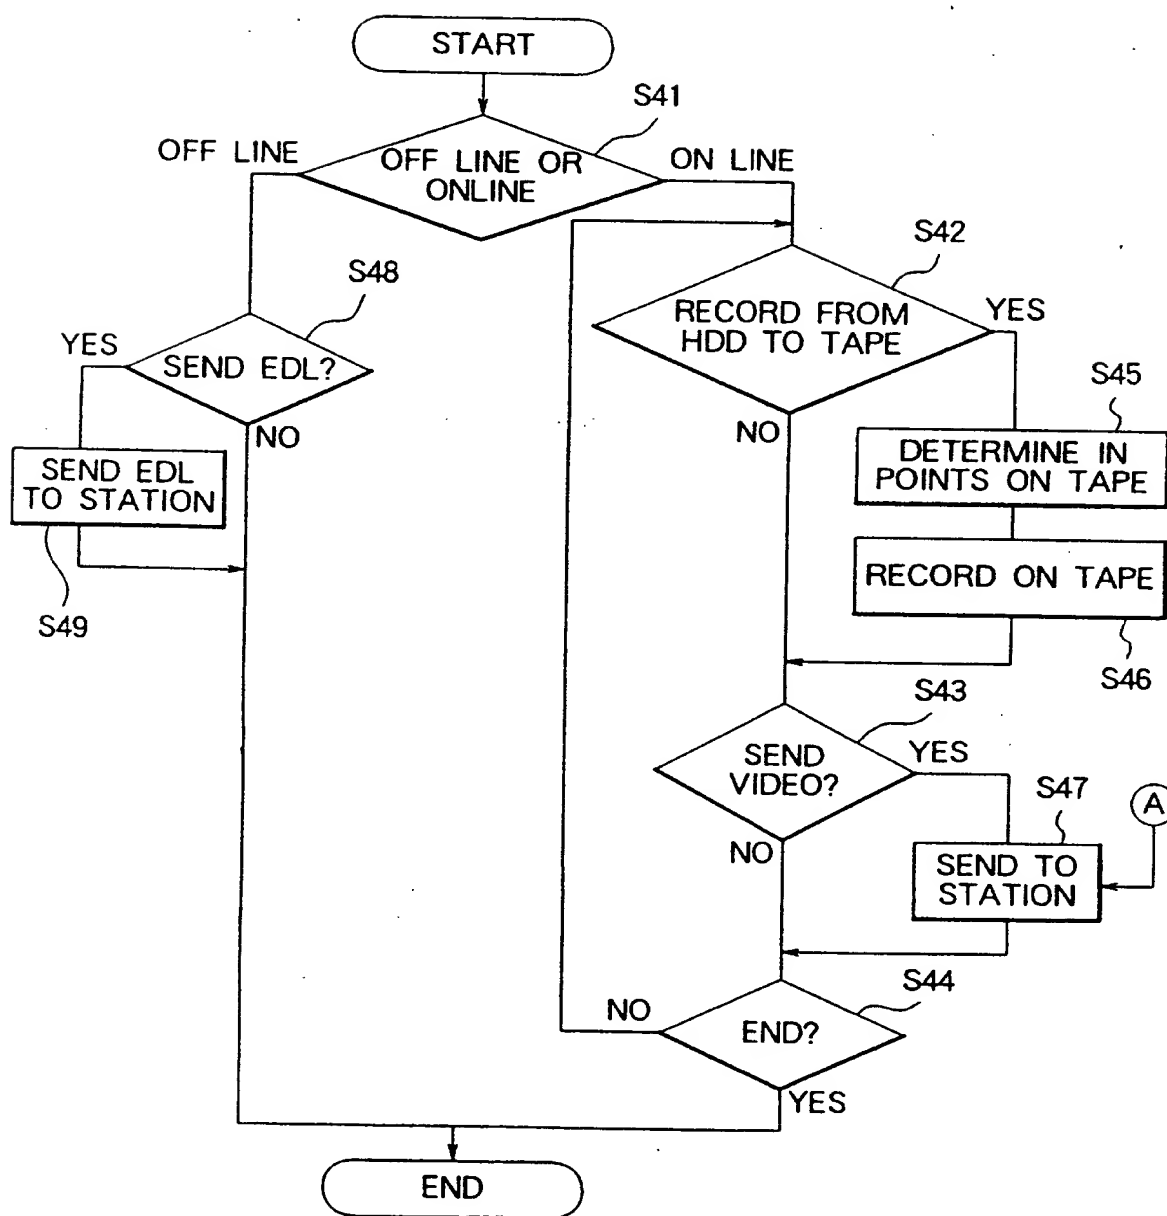 START
S41
OFF LINE
OFF LINE OR
ONLINE
ON LINE
S42
S48
RECORD FROM
HDD TO TAPE
YES
YES
SEND EDL?
S45
NO
NO
DETERMINE IN
POINTS ON TAPE
SEND EDL
TO STATION
RECORD ON TAPE
S49
S46
S43
SEND
VIDEO?
YES
S47
A
NO
SEND TO
STATION
S44
NO
END?
YES
END